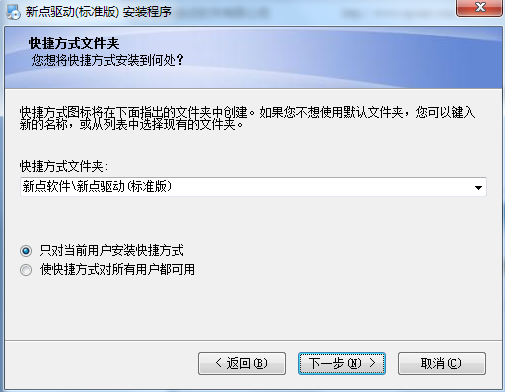 新点驱动(标准版) 安装程序
快捷方式文件夹
您想将快捷方式安装到何处？
快捷方式图标将在下面指出的文件夹中创建。如果您不想使用默认文件夹，您可以键入
新的名称，或从列表中选择现有的文件夹。
快捷方式文件夹:
新点软件\新点驱动(标准版)
只对当前用户安装快捷方式
使快捷方式对所有用户都可用
< 返回(B)
下一步(N) >
取消(C)